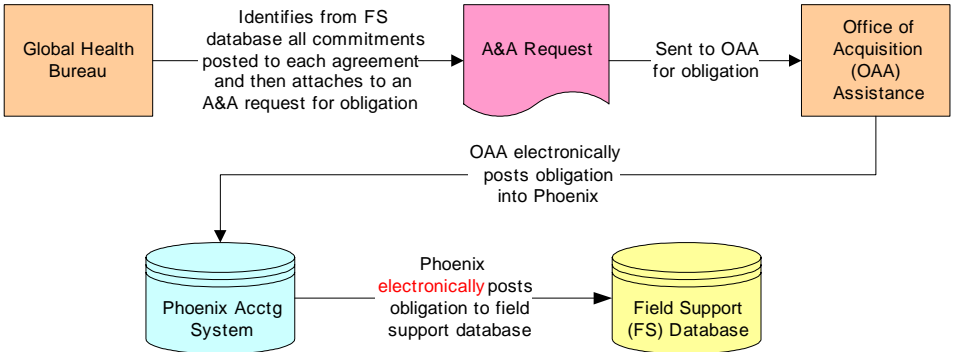 Global Health
Bureau
Identifies from FS
database all commitments
posted to each agreement
and then attaches to an
A&A request for obligation
A&A Request
Sent to OAA
for obligation
Office of
Acquisition
(OAA)
Assistance
OAA electronically
posts obligation
into Phoenix
Phoenix Acctg
System
Phoenix
electronically posts
obligation to field
support database
Field Support
(FS) Database